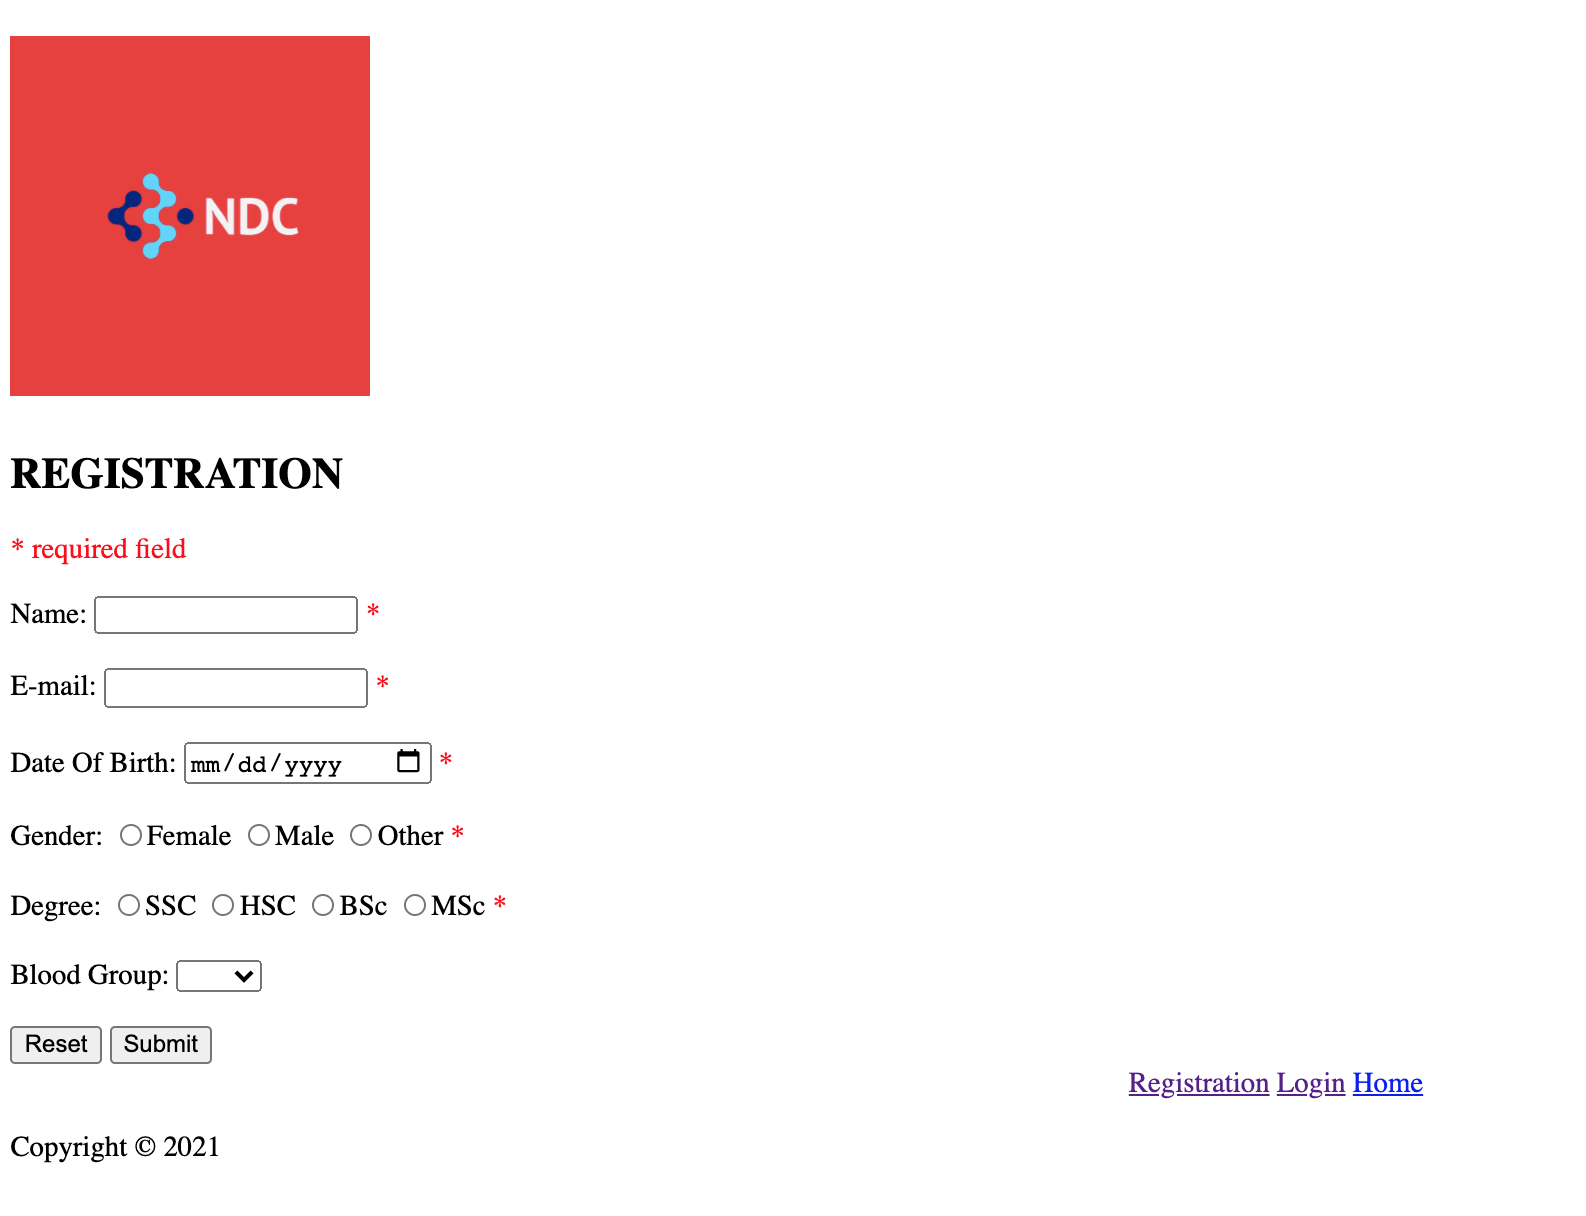 NDC
REGISTRATION
* required field
Name: *
E-mail: *
Date Of Birth: mm/dd/yyyy *
Gender: Female Male Other *
Degree: SSC HSC BSc MSc *
Blood Group:
Reset Submit
Registration Login Home
Copyright © 2021